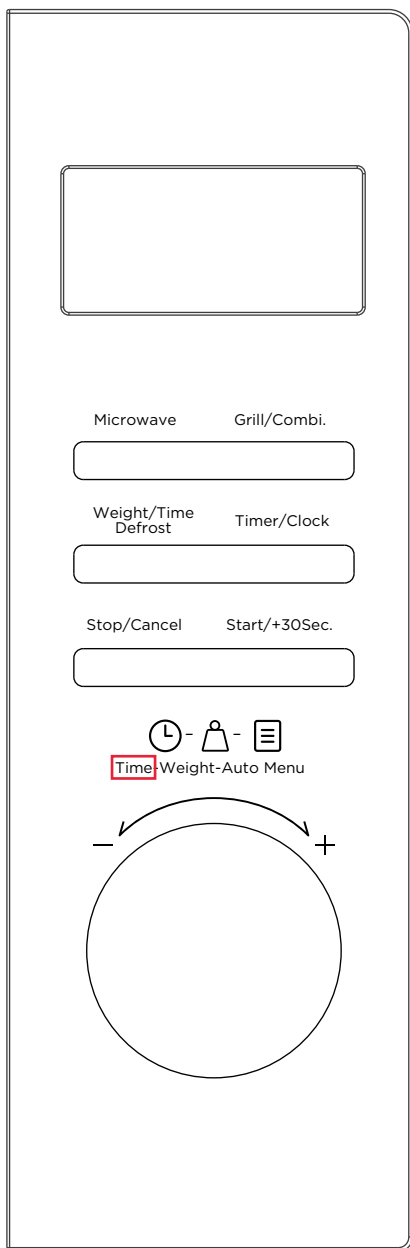 Microwave Grill/Combi.
Weight/Time
Defrost Timer/Clock
Stop/Cancel Start/+30Sec.
Time-Weight-Auto Menu